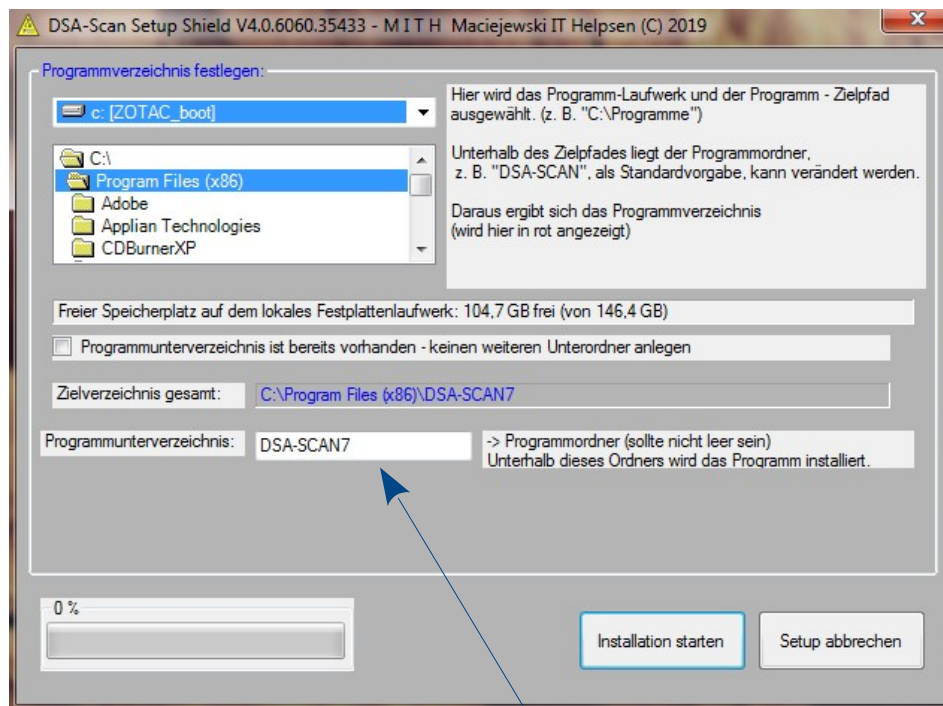 DSA-Scan Setup Shield V4.0.6060.35433 - M I T H Maciejewski IT Helpsen (C) 2019
Programmverzeichnis festlegen:
c: [ZOTAC_boot]
Hier wird das Programm-Laufwerk und der Programm - Zielpfad
ausgewählt. (z. B. "C:\Programme")
Unterhalb des Zielpfades liegt der Programmordner,
z. B. "DSA-SCAN", als Standardvorgabe, kann verändert werden.
Daraus ergibt sich das Programmverzeichnis
(wird hier in rot angezeigt)
C:\
Program Files (x86)
Adobe
Applian Technologies
CDBurnerXP
Freier Speicherplatz auf dem lokales Festplattenlaufwerk: 104,7 GB frei (von 146,4 GB)
Programmunterverzeichnis ist bereits vorhanden - keinen weiteren Unterordner anlegen
Zielverzeichnis gesamt: C:\Program Files (x86)\DSA-SCAN7
Programmunterverzeichnis: DSA-SCAN7
-> Programmordner (sollte nicht leer sein)
Unterhalb dieses Ordners wird das Programm installiert.
0 %
Installation starten
Setup abbrechen